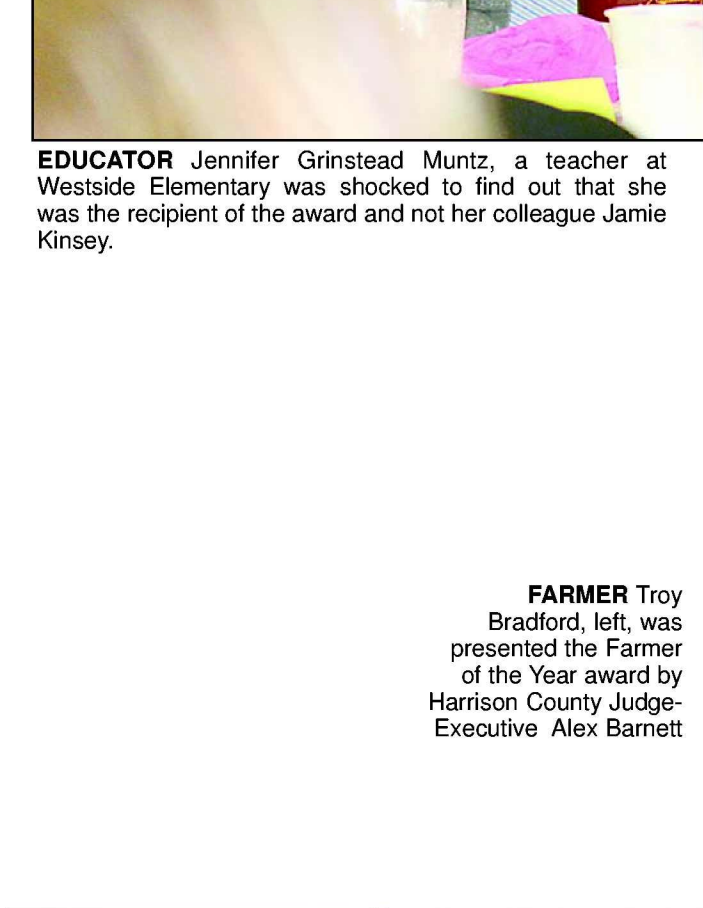 EDUCATOR Jennifer Grinstead Muntz, a teacher at
Westside Elementary was shocked to find out that she
was the recipient of the award and not her colleague Jamie
Kinsey.
FARMER Troy
Bradford, left, was
presented the Farmer
of the Year award by
Harrison County Judge-
Executive Alex Barnett